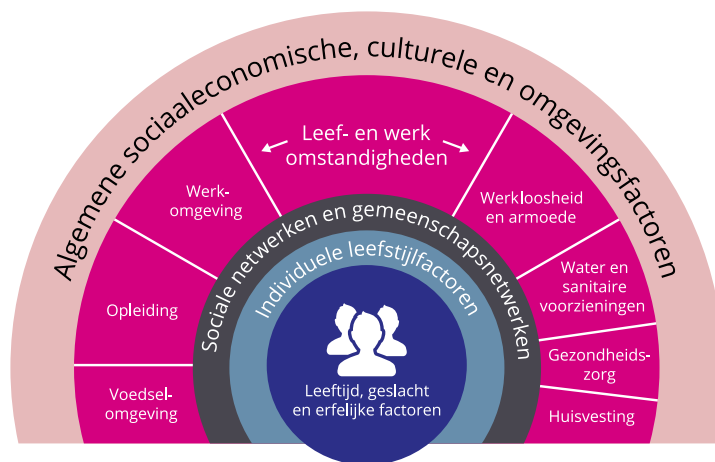 Algemene sociaaleconomische, culturele en omgevingsfactoren
Leef- en werk
omstandigheden
Werk-
omgeving
Werkloosheid
en armoede
Sociale netwerken en gemeenschapsnetwerken
Individuele leefstijlfactoren
Water en
sanitaire
voorzieningen
Opleiding
Gezondheids-
zorg
Voedsel-
omgeving
Leeftijd, geslacht
en erfelijke factoren
Huisvesting